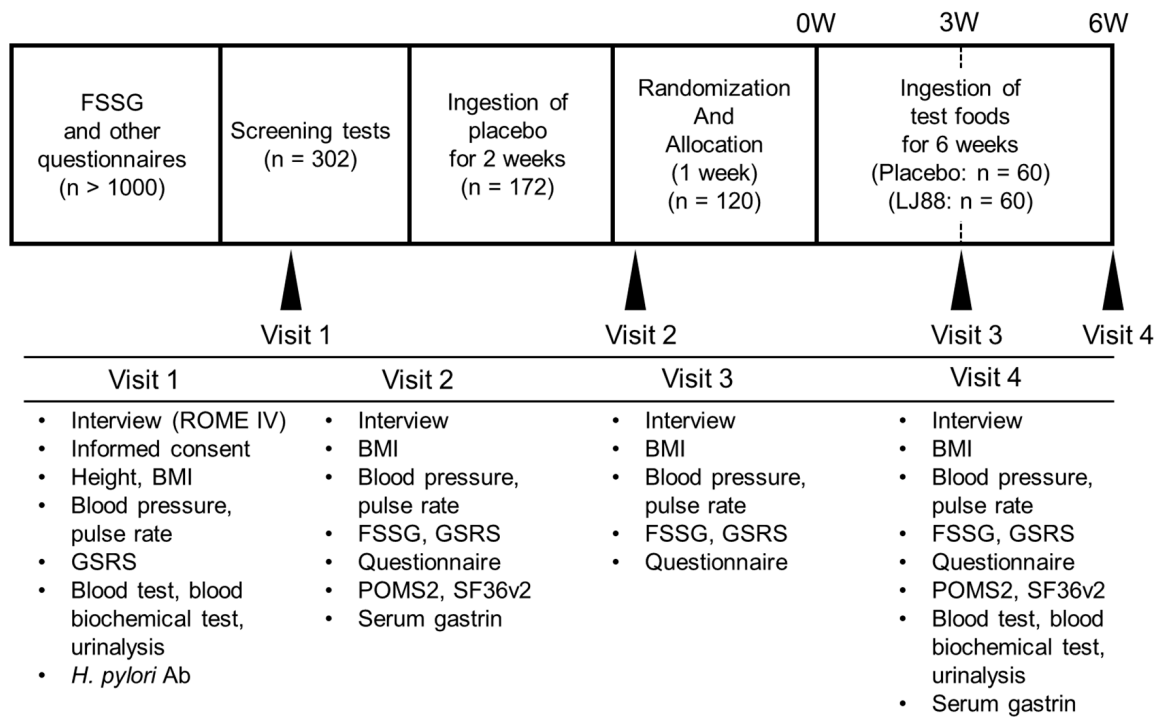 0W
3W
6W
FSSG
and other
questionnaires
(n > 1000)
Screening tests
(n = 302)
Ingestion of
placebo
for 2 weeks
(n = 172)
Randomization
And
Allocation
(1 week)
(n = 120)
Ingestion of
test foods
for 6 weeks
(Placebo: n = 60)
(LJ88: n = 60)
Visit 1
Visit 2
Visit 3
Visit 4
Visit 1
• Interview (ROME IV)
• Informed consent
• Height, BMI
• Blood pressure,
pulse rate
• GSRS
• Blood test, blood
biochemical test,
urinalysis
• H. pylori Ab
Visit 2
• Interview
• BMI
• Blood pressure,
pulse rate
• FSSG, GSRS
• Questionnaire
• POMS2, SF36v2
• Serum gastrin
Visit 3
• Interview
• BMI
• Blood pressure,
pulse rate
• FSSG, GSRS
• Questionnaire
Visit 4
• Interview
• BMI
• Blood pressure,
pulse rate
• FSSG, GSRS
• Questionnaire
• POMS2, SF36v2
• Blood test, blood
biochemical test,
urinalysis
• Serum gastrin